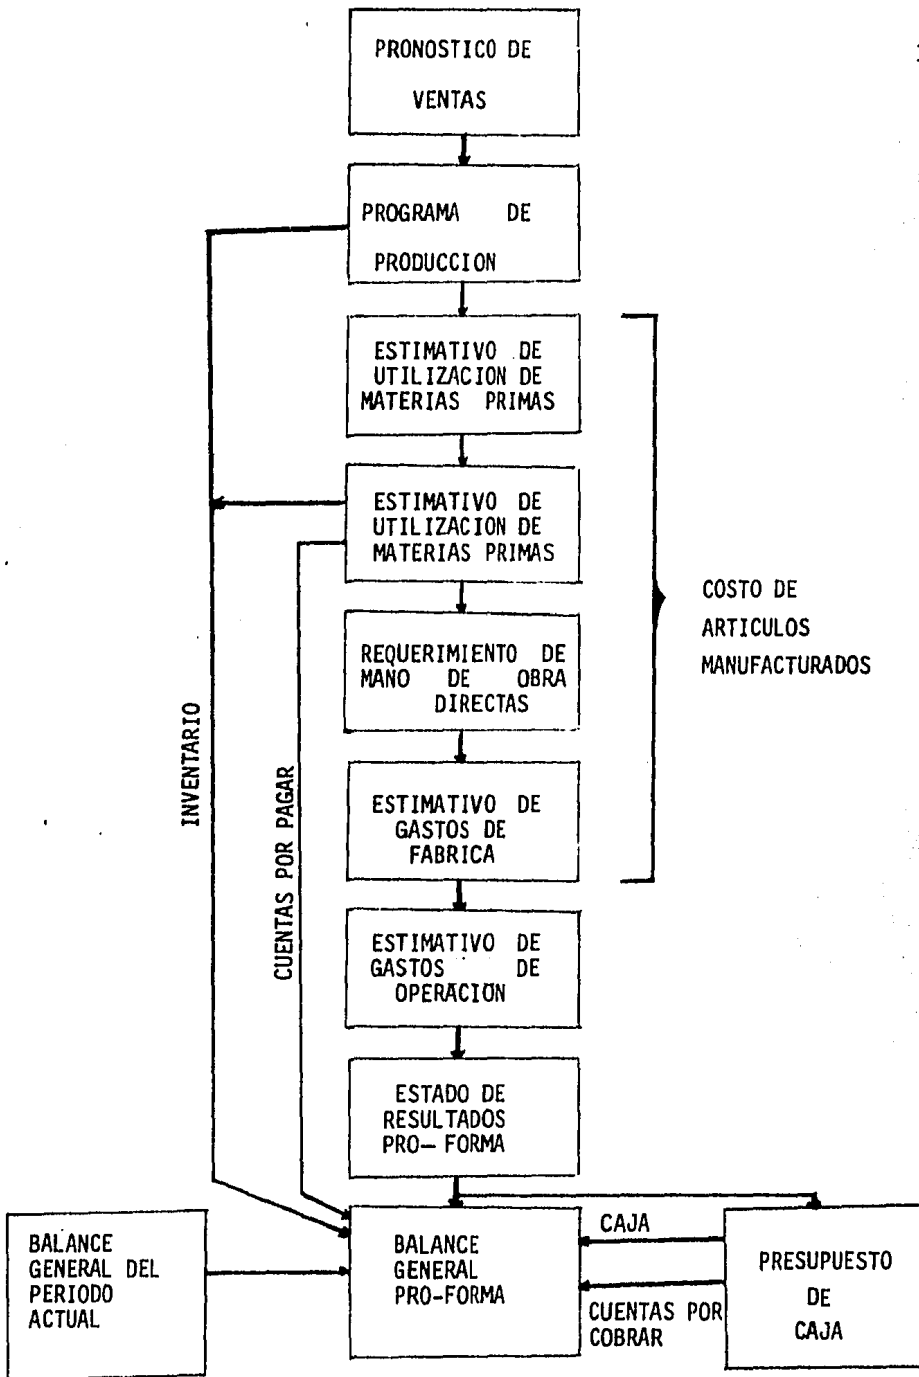 PRONOSTICO DE
VENTAS
PROGRAMA DE
PRODUCCION
ESTIMATIVO DE
UTILIZACION DE
MATERIAS PRIMAS
ESTIMATIVO DE
UTILIZACION DE
MATERIAS PRIMAS
REQUERIMIENTO DE
MANO DE OBRA
DIRECTAS
ESTIMATIVO DE
GASTOS DE
FABRICA
COSTO DE
ARTICULOS
MANUFACTURADOS
INVENTARIO
CUENTAS POR PAGAR
ESTIMATIVO DE
GASTOS DE
OPERACION
ESTADO DE
RESULTADOS
PRO-FORMA
BALANCE
GENERAL DEL
PERIODO
ACTUAL
BALANCE
GENERAL
PRO-FORMA
CAJA
CUENTAS POR
COBRAR
PRESUPUESTO
DE
CAJA